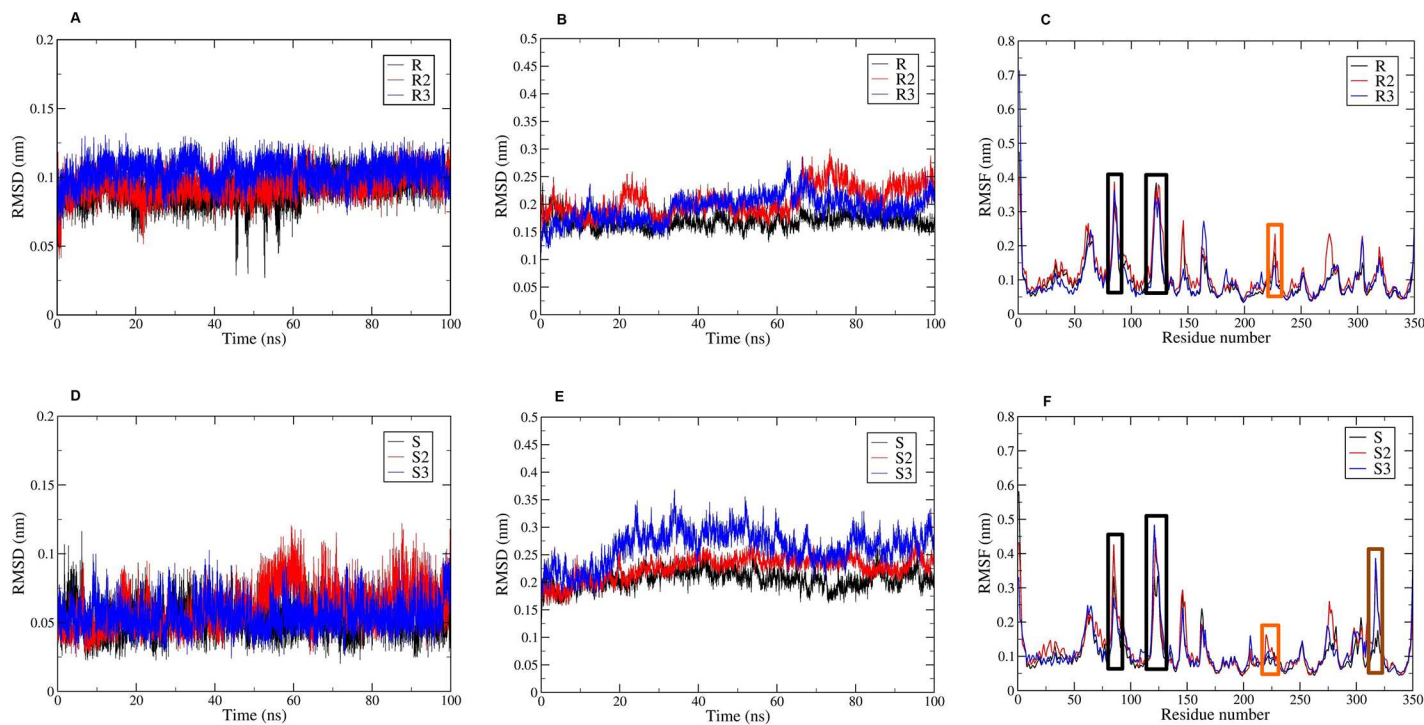 A
RMSD (nm)
0.2
0.15
0.1
0.05
0
0 20 40 60 80 100
Time (ns)
R
R2
R3
B
RMSD (nm)
0.5
0.45
0.4
0.35
0.3
0.25
0.2
0.15
0.1
0.05
0
0 20 40 60 80 100
Time (ns)
R
R2
R3
C
RMSF (nm)
0.8
0.7
0.6
0.5
0.4
0.3
0.2
0.1
0
0 50 100 150 200 250 300 350
Residue number
R
R2
R3
D
RMSD (nm)
0.2
0.15
0.1
0.05
0
0 20 40 60 80 100
Time (ns)
S
S2
S3
E
RMSD (nm)
0.5
0.45
0.4
0.35
0.3
0.25
0.2
0.15
0.1
0.05
0
0 20 40 60 80 100
Time (ns)
S
S2
S3
F
RMSF (nm)
0.8
0.7
0.6
0.5
0.4
0.3
0.2
0.1
0
0 50 100 150 200 250 300 350
Residue number
S
S2
S3